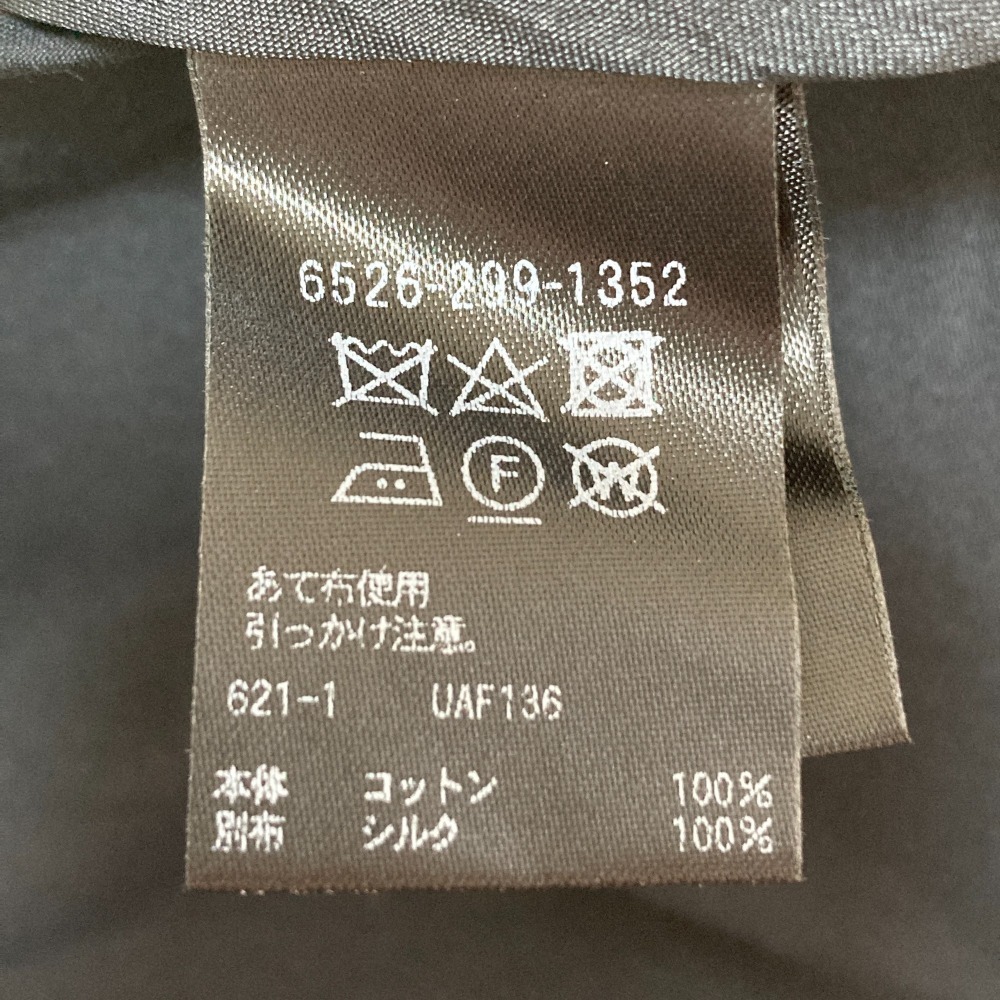 6526-299-1352
F
W
あて布使用
引っかけ注意。
621-1 UAF136
本体 コットン 100%
別布 シルク 100%